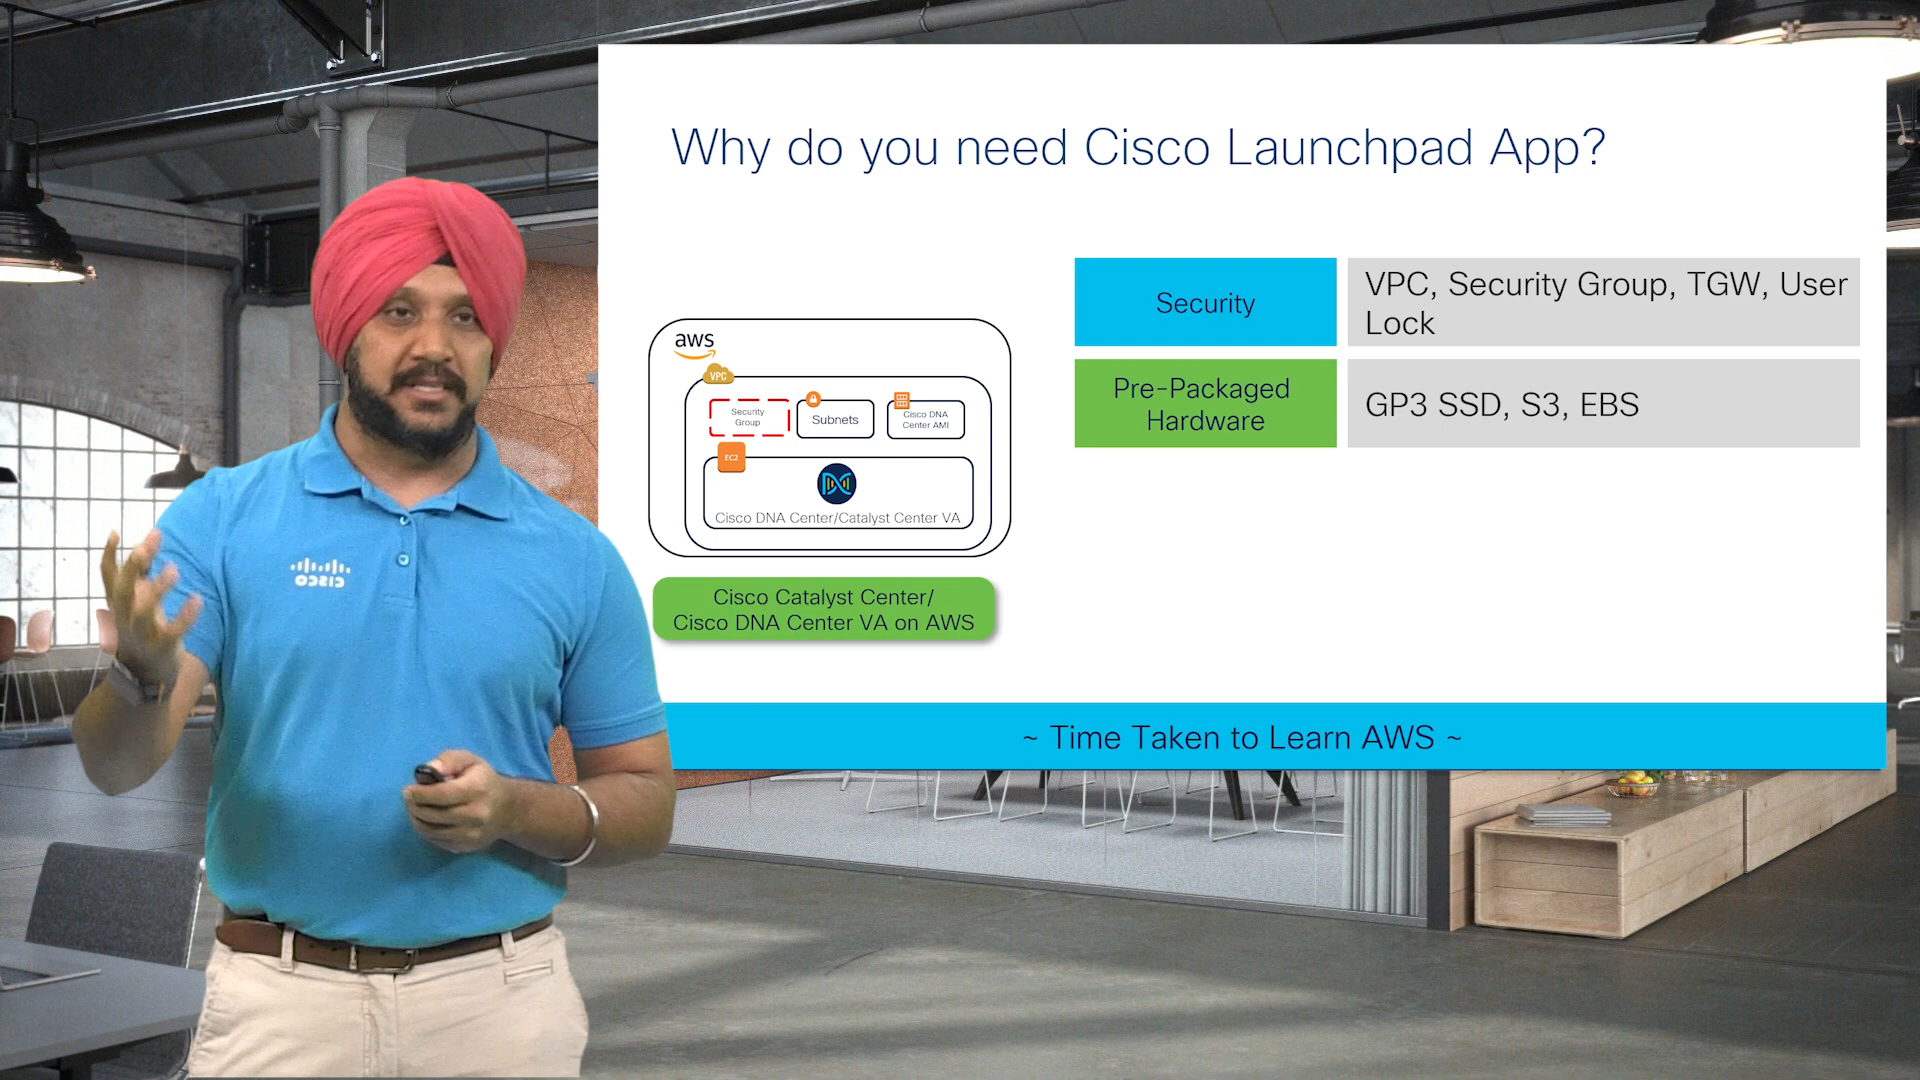 Why do you need Cisco Launchpad App?
Security
VPC, Security Group, TGW, User
Lock
Pre-Packaged
Hardware
GP3 SSD, S3, EBS
aws
VPC
Security
Group
Subnets
Cisco DNA
Center AMI
EC2
Cisco DNA Center/Catalyst Center VA
Cisco Catalyst Center/
Cisco DNA Center VA on AWS
~ Time Taken to Learn AWS ~
CISCO